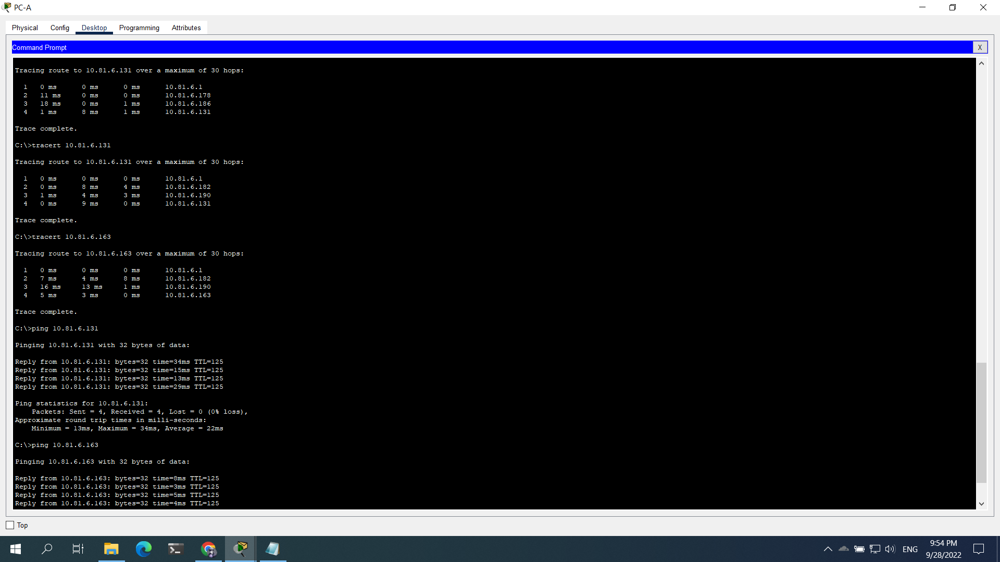 PC-A
Physical Config Desktop Programming Attributes
Command Prompt
X
Tracing route to 10.81.6.131 over a maximum of 30 hops:
1 0 ms 0 ms 0 ms 10.81.6.1
2 11 ms 0 ms 0 ms 10.81.6.178
3 18 ms 0 ms 1 ms 10.81.6.186
4 1 ms 8 ms 1 ms 10.81.6.131
Trace complete.
C:\>tracert 10.81.6.131
Tracing route to 10.81.6.131 over a maximum of 30 hops:
1 0 ms 0 ms 0 ms 10.81.6.1
2 0 ms 8 ms 4 ms 10.81.6.182
3 1 ms 4 ms 3 ms 10.81.6.190
4 0 ms 9 ms 0 ms 10.81.6.131
Trace complete.
C:\>tracert 10.81.6.163
Tracing route to 10.81.6.163 over a maximum of 30 hops:
1 0 ms 0 ms 0 ms 10.81.6.1
2 7 ms 4 ms 8 ms 10.81.6.182
3 16 ms 13 ms 1 ms 10.81.6.190
4 5 ms 3 ms 0 ms 10.81.6.163
Trace complete.
C:\>ping 10.81.6.131
Pinging 10.81.6.131 with 32 bytes of data:
Reply from 10.81.6.131: bytes=32 time=34ms TTL=125
Reply from 10.81.6.131: bytes=32 time=15ms TTL=125
Reply from 10.81.6.131: bytes=32 time=13ms TTL=125
Reply from 10.81.6.131: bytes=32 time=29ms TTL=125
Ping statistics for 10.81.6.131:
Packets: Sent = 4, Received = 4, Lost = 0 (0% loss),
Approximate round trip times in milli-seconds:
Minimum = 13ms, Maximum = 34ms, Average = 22ms
C:\>ping 10.81.6.163
Pinging 10.81.6.163 with 32 bytes of data:
Reply from 10.81.6.163: bytes=32 time=8ms TTL=125
Reply from 10.81.6.163: bytes=32 time=3ms TTL=125
Reply from 10.81.6.163: bytes=32 time=5ms TTL=125
Reply from 10.81.6.163: bytes=32 time=4ms TTL=125
Top
ENG
9:54 PM
9/28/2022